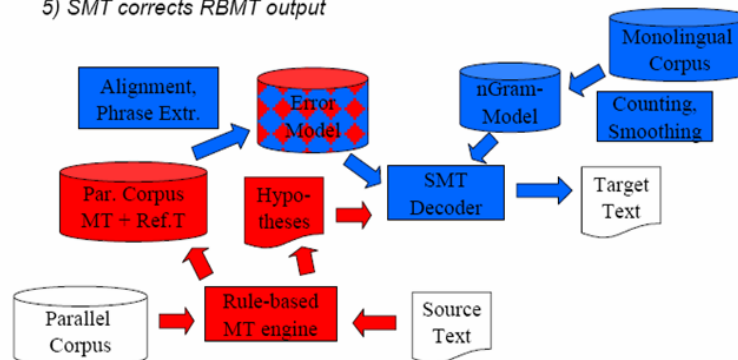 5) SMT corrects RBMT output
Monolingual
Corpus
Alignment,
Phrase Extr.
Error
Model
nGram-
Model
Counting,
Smoothing
Par. Corpus
MT + Ref.T
Hypo-
theses
SMT
Decoder
Target
Text
Parallel
Corpus
Rule-based
MT engine
Source
Text